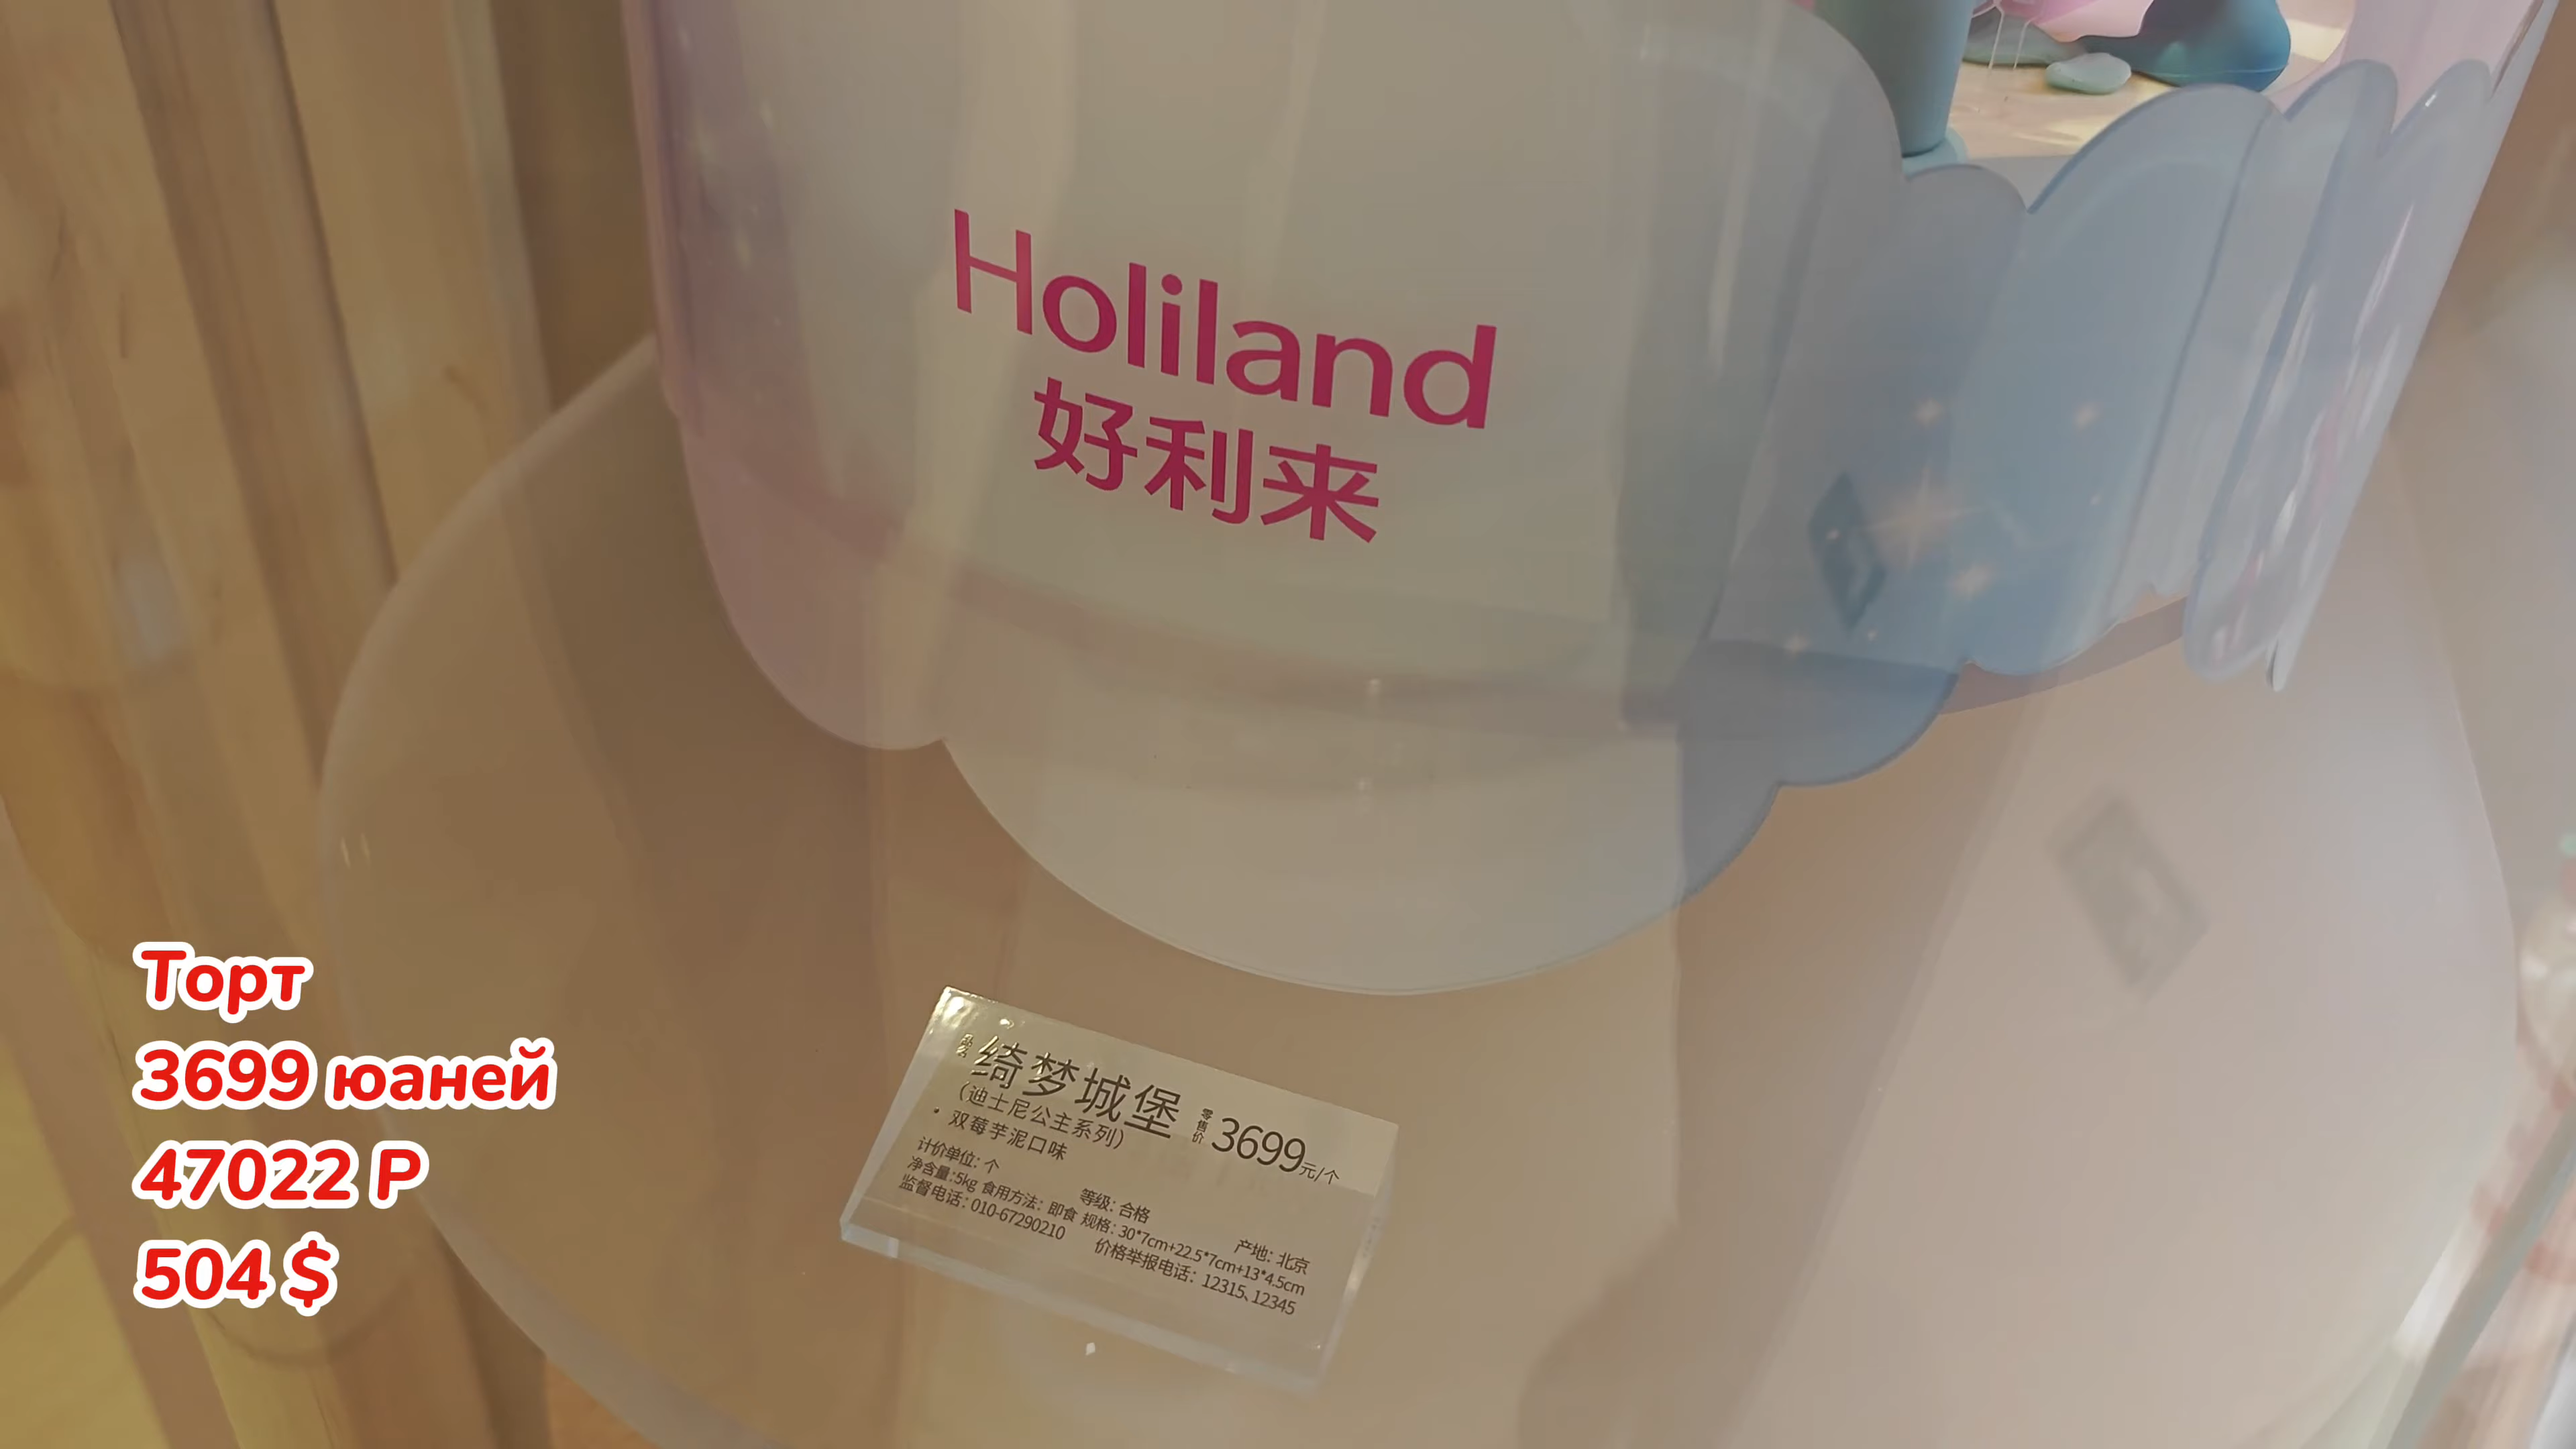 Holiland
好利来
品名 绮梦城堡
(迪士尼公主系列)
· 双莓芋泥口味
零售价 3699元/个
计价单位: 个 等级: 合格 产地: 北京
净含量:5kg 食用方法: 即食 规格: 30*7cm+22.5*7cm+13*4.5cm
监督电话: 010-67290210 价格举报电话: 12315、12345
Торт
3699 юаней
47022 Р
504 $